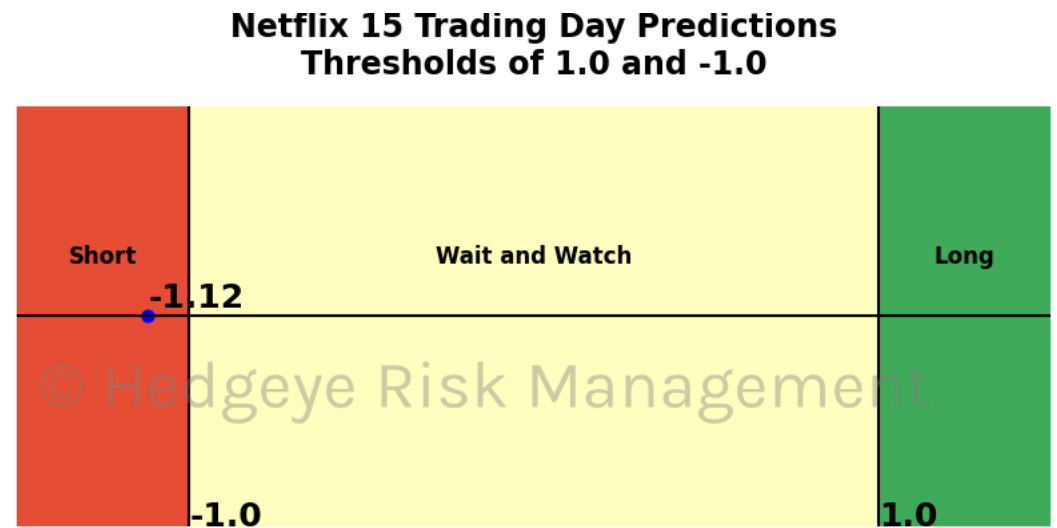 Netflix 15 Trading Day Predictions
Thresholds of 1.0 and -1.0
Short
Wait and Watch
Long
-1.12
© Hedgeye Risk Management
-1.0
1.0